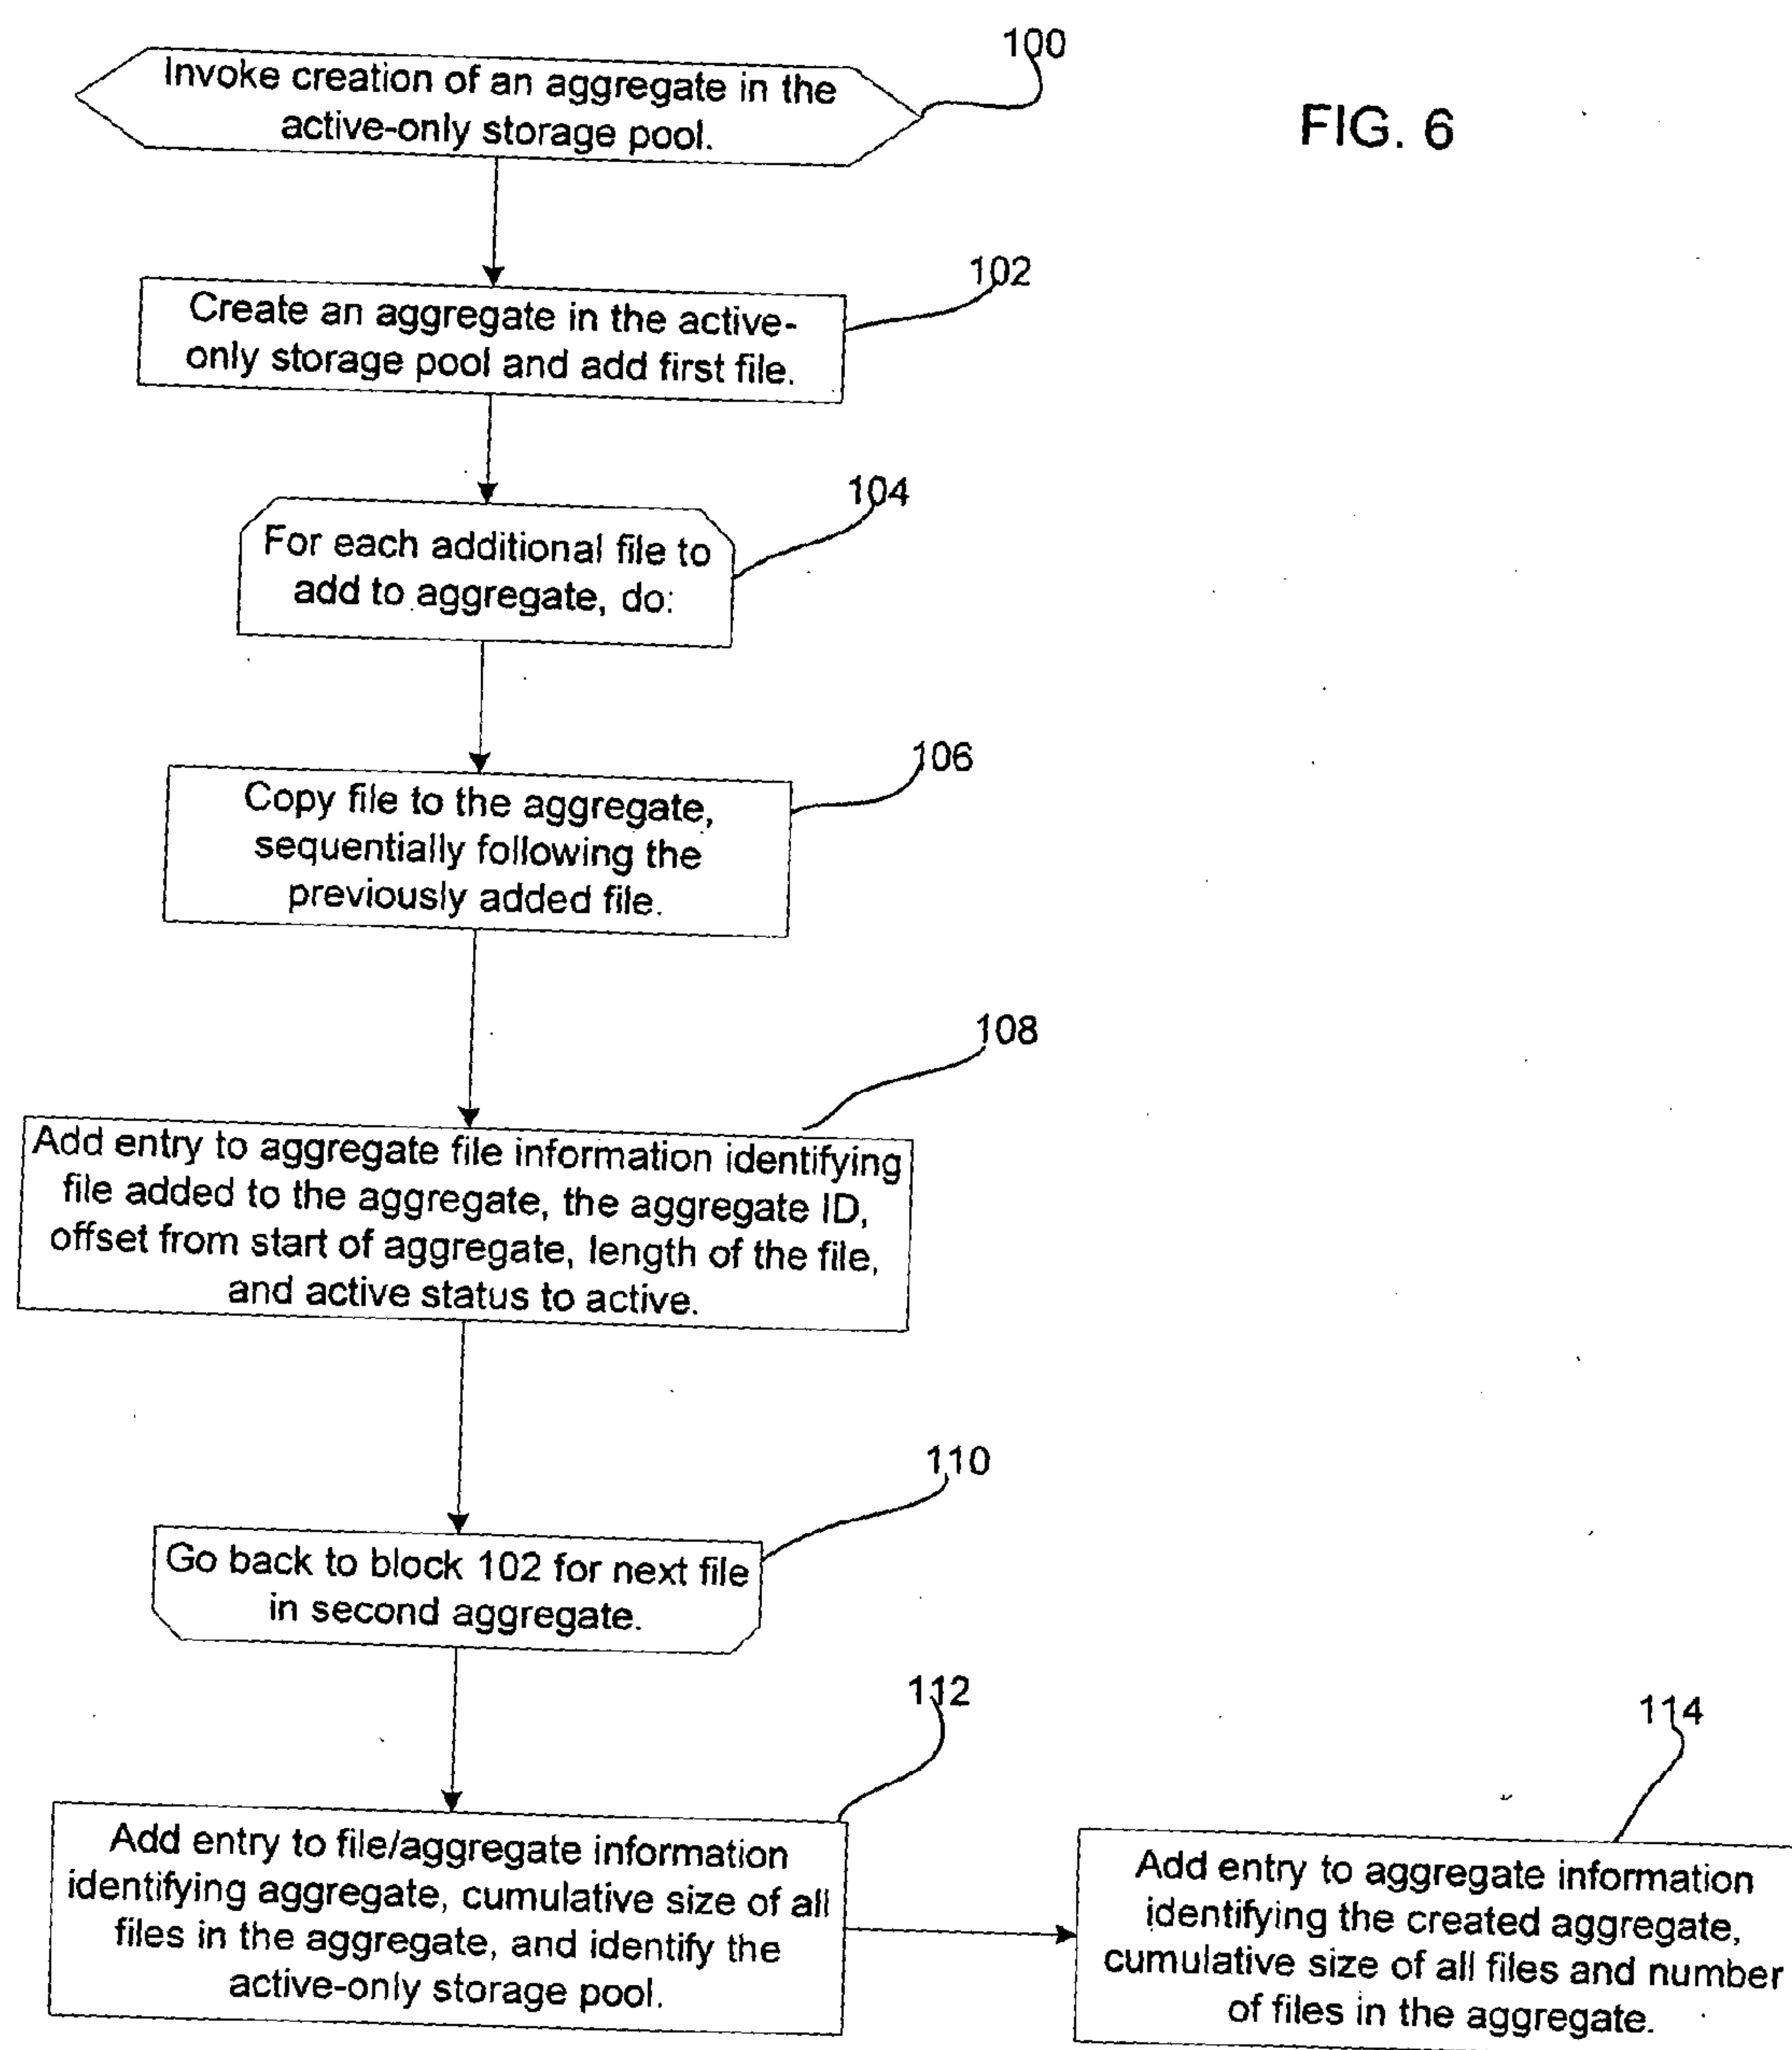 100
Invoke creation of an aggregate in the
active-only storage pool.
FIG. 6
102
Create an aggregate in the active-
only storage pool and add first file.
104
For each additional file to
add to aggregate, do:
106
Copy file to the aggregate,
sequentially following the
previously added file.
108
Add entry to aggregate file information identifying
file added to the aggregate, the aggregate ID,
offset from start of aggregate, length of the file,
and active status to active.
110
Go back to block 102 for next file
in second aggregate.
112
Add entry to file/aggregate information
identifying aggregate, cumulative size of all
files in the aggregate, and identify the
active-only storage pool.
114
Add entry to aggregate information
identifying the created aggregate,
cumulative size of all files and number
of files in the aggregate.